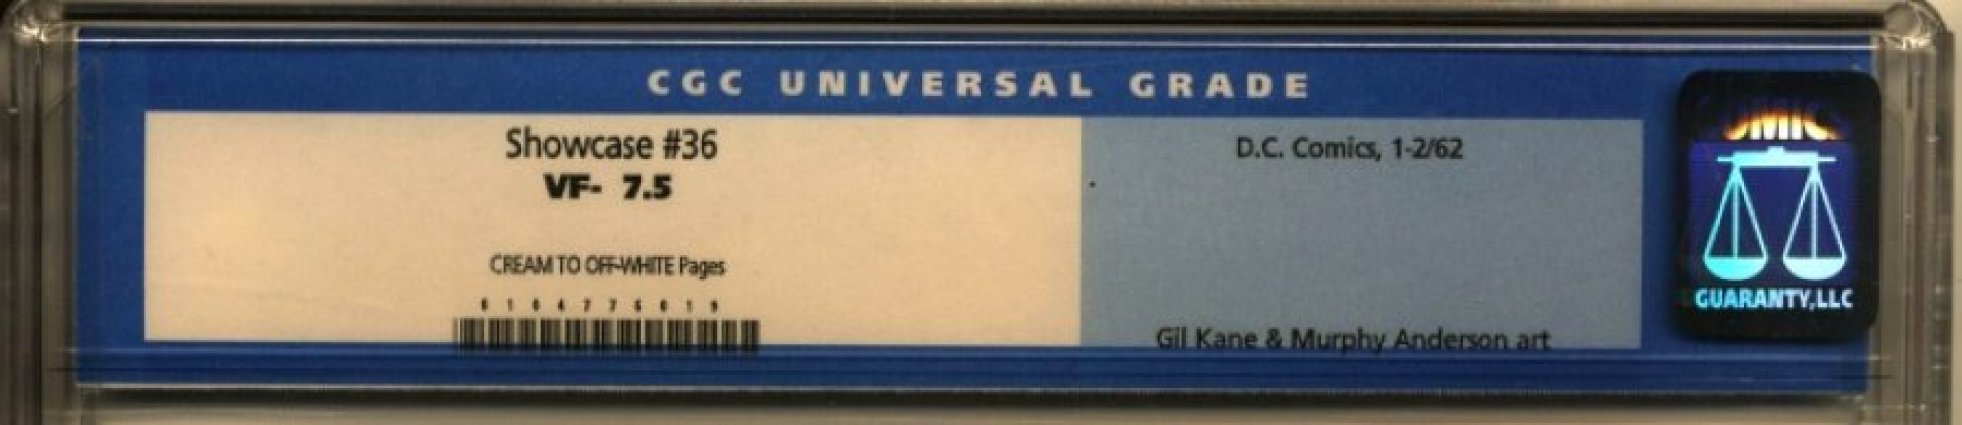 CGC UNIVERSAL GRADE
Showcase #36
VF- 7.5
CREAM TO OFF-WHITE Pages
D.C. Comics, 1-2/62
Gil Kane & Murphy Anderson art
GUARANTY, LLC